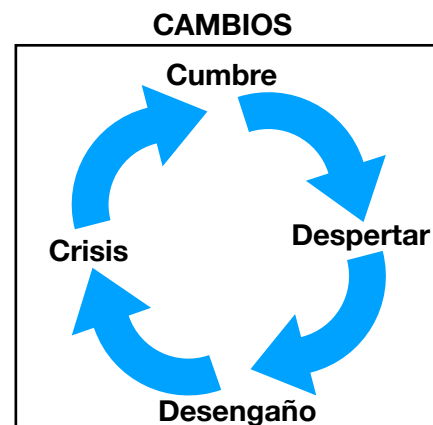 CAMBIOS
Cumbre
Despertar
Crisis
Desengaño